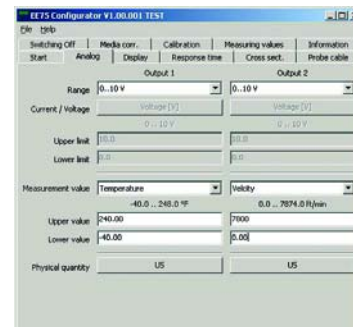 EE75 Configurator V1.00.001 TEST
File Help
Switching Off Media corr. Calibration Measuring values Information
Start Analog Display Response time Cross sect. Probe cable
Output 1 Output 2
Range 0..10 V 0..10 V
Current / Voltage Voltage [V] Voltage [V]
0 .. 10 V 0 .. 10 V
Upper limit 10.0 10.0
Lower limit 0.0 0.0
Measurement value Temperature Velcity
-40.0 .. 248.0 °F 0.0 .. 7874.0 ft/min
Upper value 240.00 7800
Lower value -40.00 0.00
Physical quantity US US